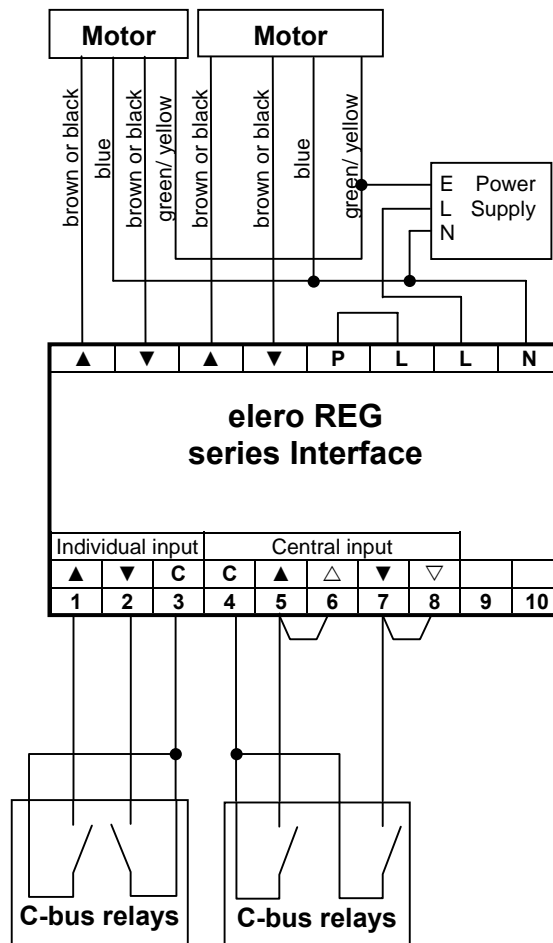 Motor Motor
brown or black
blue
brown or black
green/ yellow
brown or black
brown or black
blue
green/ yellow
E Power
L Supply
N
▲ ▼ ▲ ▼ P L L N
elero REG
series Interface
Individual input Central input
▲ ▼ C C ▲ △ ▼ ▽
1 2 3 4 5 6 7 8 9 10
C-bus relays C-bus relays